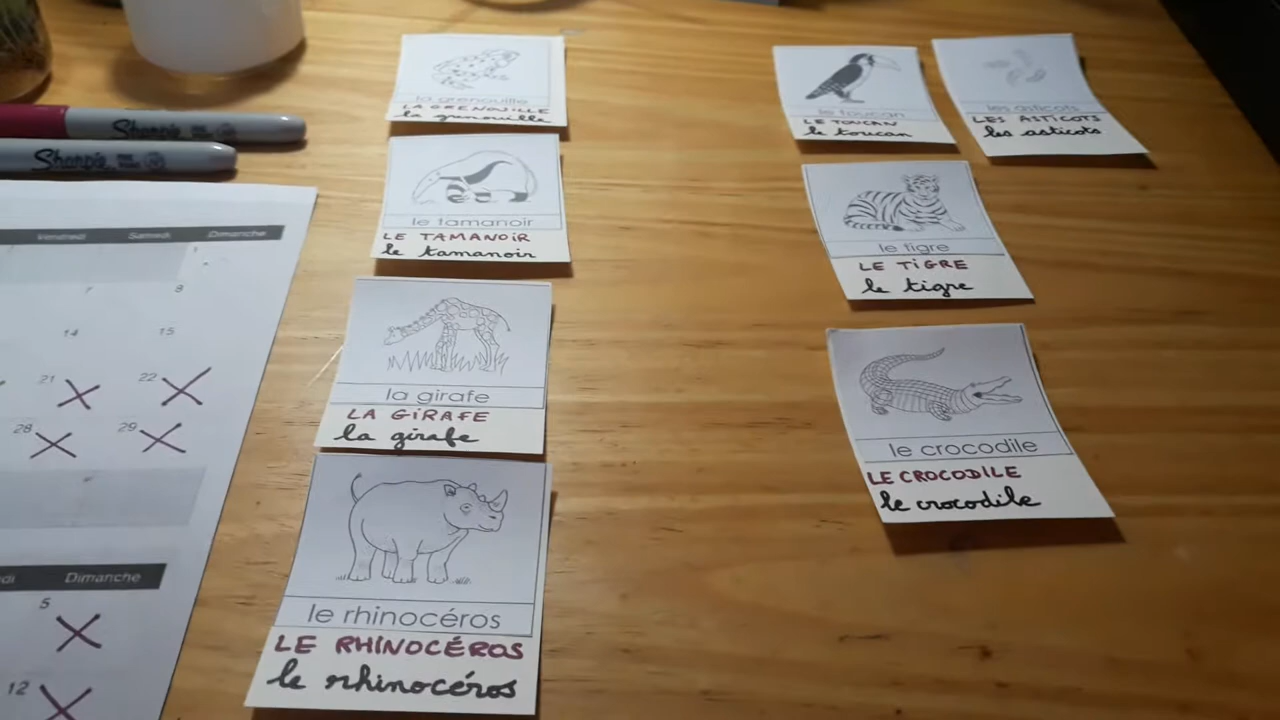 la grenouille
LA GRENOUILLE
la grenouille
le tamanoir
LE TAMANOIR
le tamanoir
la girafe
LA GIRAFE
la girafe
le rhinocéros
LE RHINOCÉROS
le rhinocéros
le toucan
LE TOUCAN
le toucan
les asticots
LES ASTICOTS
les asticots
le tigre
LE TIGRE
le tigre
le crocodile
LE CROCODILE
le crocodile
Sharpie
Sharpie
Vendredi Samedi Dimanche
1
7 8
14 15
21 22
28 29
di Dimanche
5
12